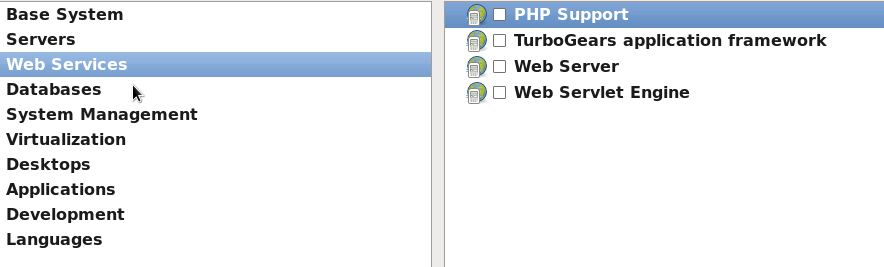 Base System
Servers
Web Services
Databases
System Management
Virtualization
Desktops
Applications
Development
Languages
PHP Support
TurboGears application framework
Web Server
Web Servlet Engine